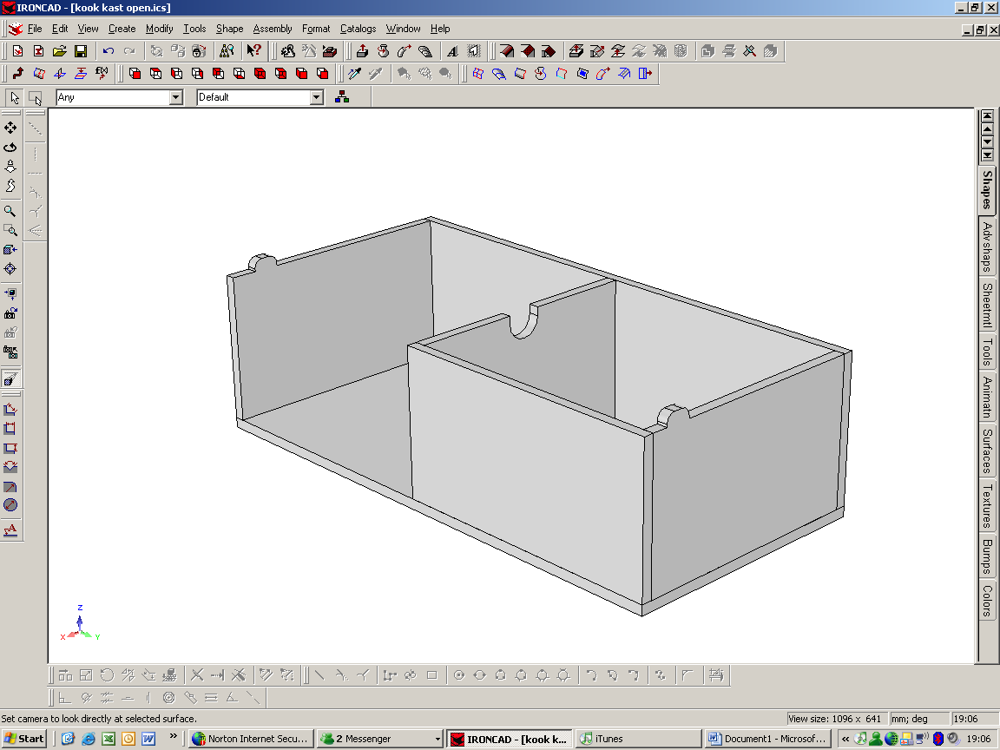 IRONCAD - [kook kast open.ics]
File Edit View Create Modify Tools Shape Assembly Format Catalogs Window Help
f(x)
Any Default
Shapes
Adv shaps
Sheetmtl
Tools
Animatn
Surfaces
Textures
Bumps
Colors
Z
X Y
Set camera to look directly at selected surface. View size: 1096 x 641 mm; deg 19:06
Start Norton Internet Secu... 2 Messenger IRONCAD - [kook k... iTunes Document1 - Microsof... 19:06